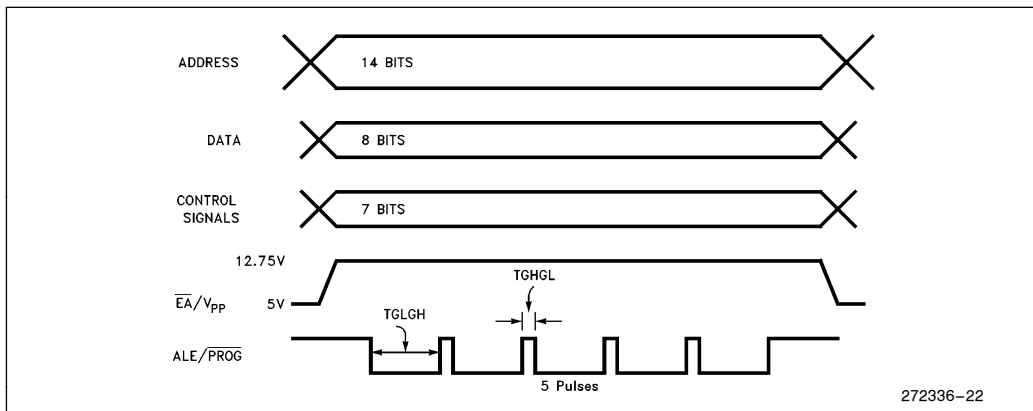 ADDRESS
14 BITS
DATA
8 BITS
CONTROL
SIGNALS
7 BITS
12.75V
EA/VPP
5V
TGHGL
TGLGH
ALE/PROG
5 Pulses
272336–22